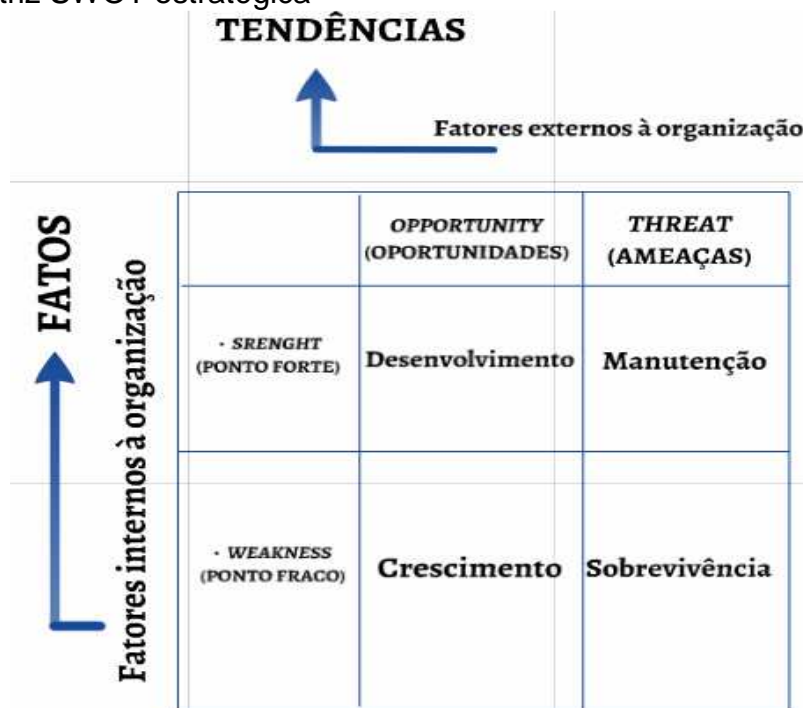 TENDÊNCIAS
Fatores externos à organização
FATOS
Fatores internos à organização
OPPORTUNITY
(OPORTUNIDADES)
THREAT
(AMEAÇAS)
· SRENGHT
(PONTO FORTE)
Desenvolvimento
Manutenção
· WEAKNESS
(PONTO FRACO)
Crescimento
Sobrevivência